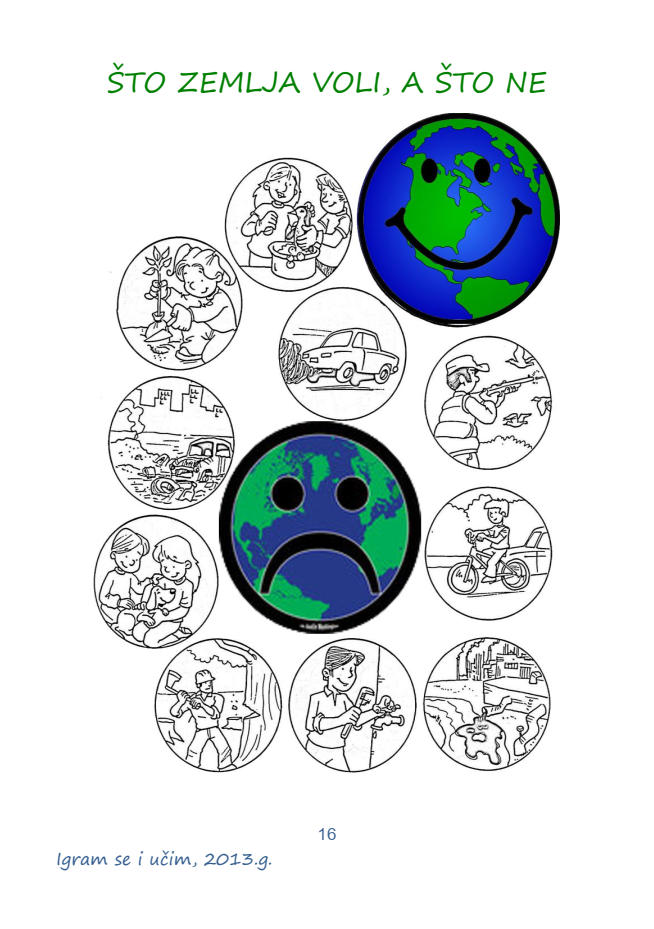 ŠTO ZEMLJA VOLI, A ŠTO NE
16
Igram se i učim, 2013.g.